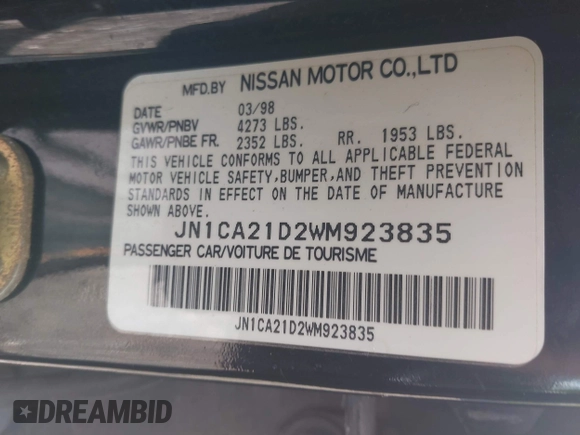 MFD.BY NISSAN MOTOR CO.,LTD
DATE 03/98
GVWR/PNBV 4273 LBS.
GAWR/PNBE FR. 2352 LBS. RR. 1953 LBS.
THIS VEHICLE CONFORMS TO ALL APPLICABLE FEDERAL
MOTOR VEHICLE SAFETY,BUMPER,AND THEFT PREVENTION
STANDARDS IN EFFECT ON THE DATE OF MANUFACTURE
SHOWN ABOVE.
JN1CA21D2WM923835
PASSENGER CAR/VOITURE DE TOURISME
JN1CA21D2WM923835
DREAMBID